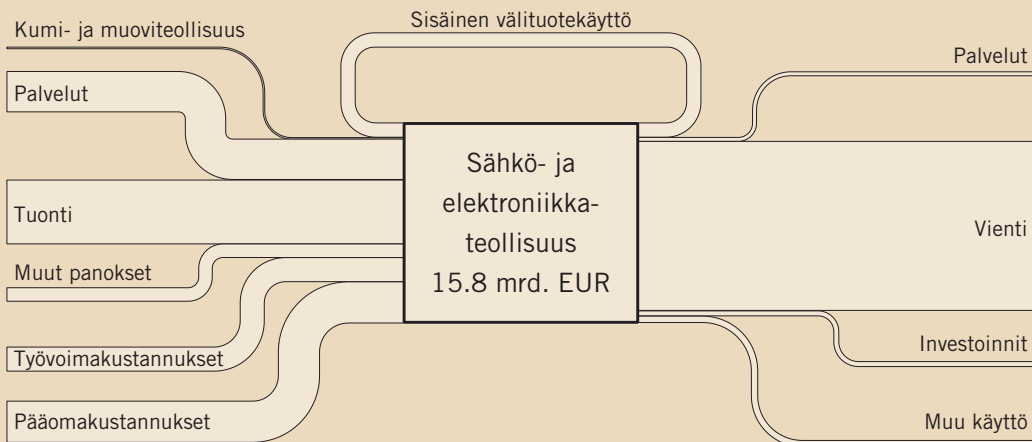 Sisäinen välituotekäyttö
Kumi- ja muoviteollisuus
Palvelut
Tuonti
Muut panokset
Työvoimakustannukset
Pääomakustannukset
Sähkö- ja
elektroniikka-
teollisuus
15.8 mrd. EUR
Palvelut
Vienti
Investoinnit
Muu käyttö